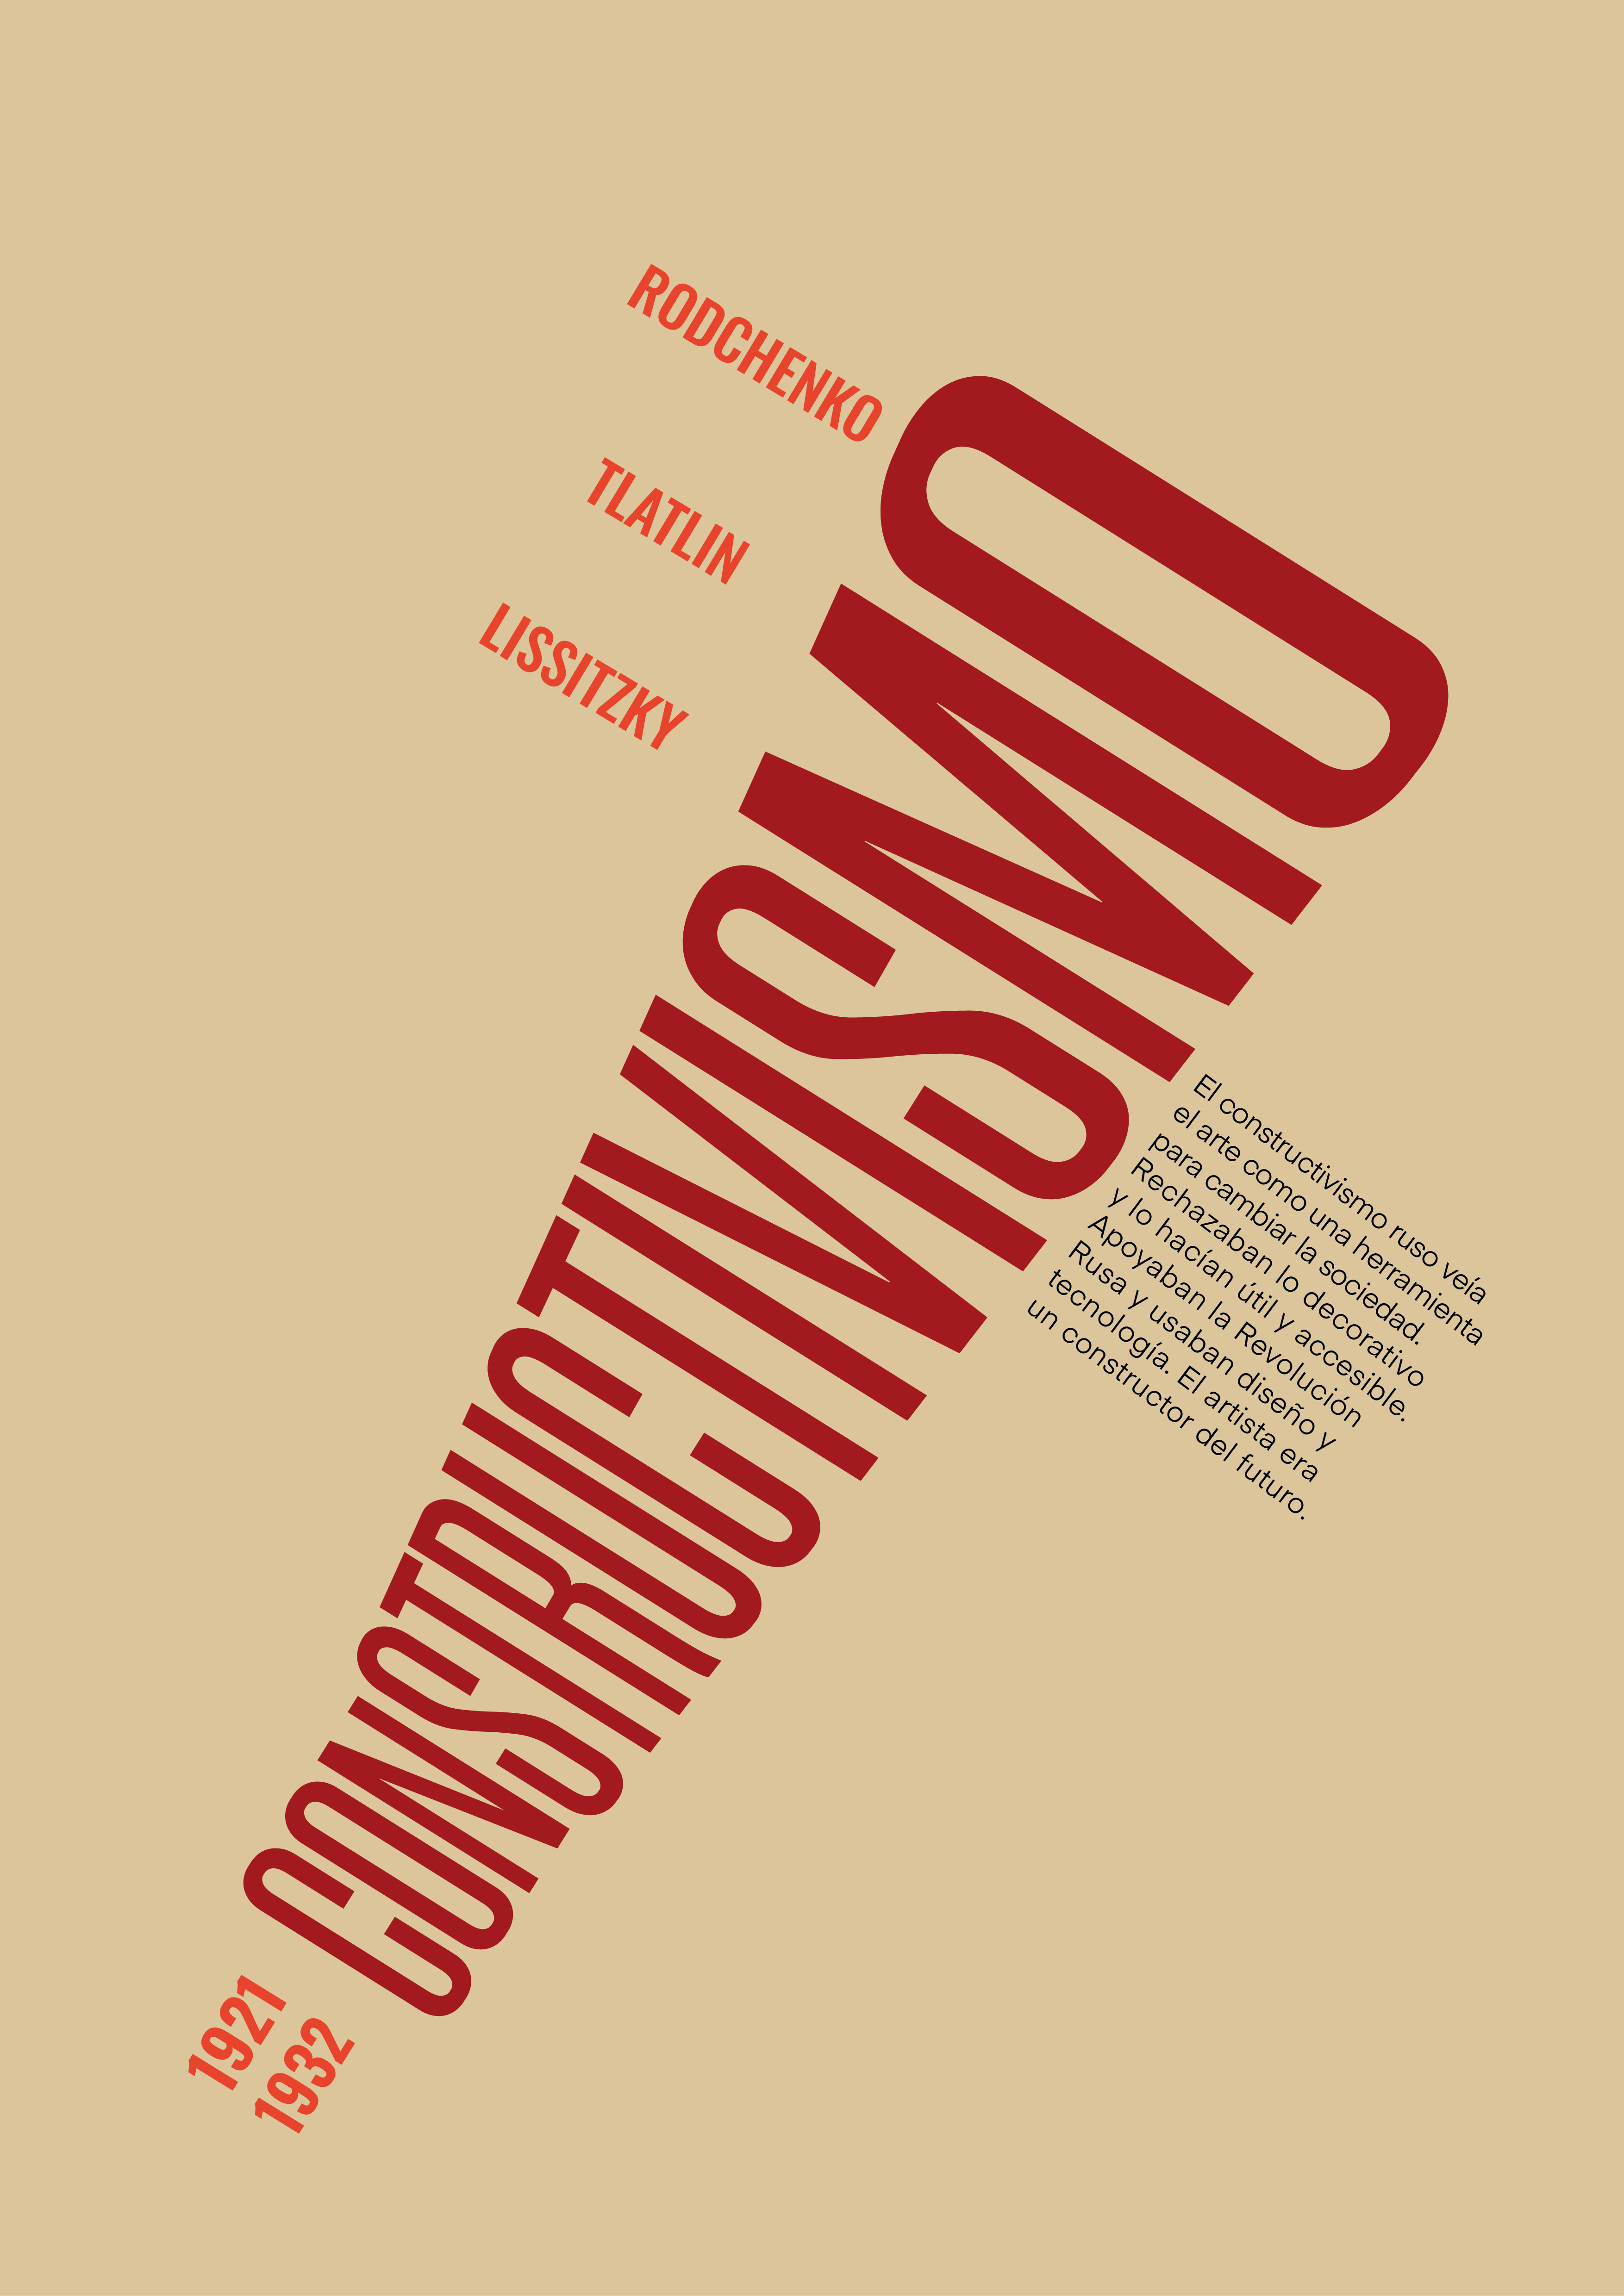 RODCHENKO
TLATLIN
LISSITZKY
CONSTRUCTIVISMO
El constructivismo ruso veía
el arte como una herramienta
para cambiar la sociedad.
Rechazaban lo decorativo
y lo hacían útil y accesible.
Apoyaban la Revolución
Rusa y usaban diseño y
tecnología. El artista era
un constructor del futuro.
1921
1932